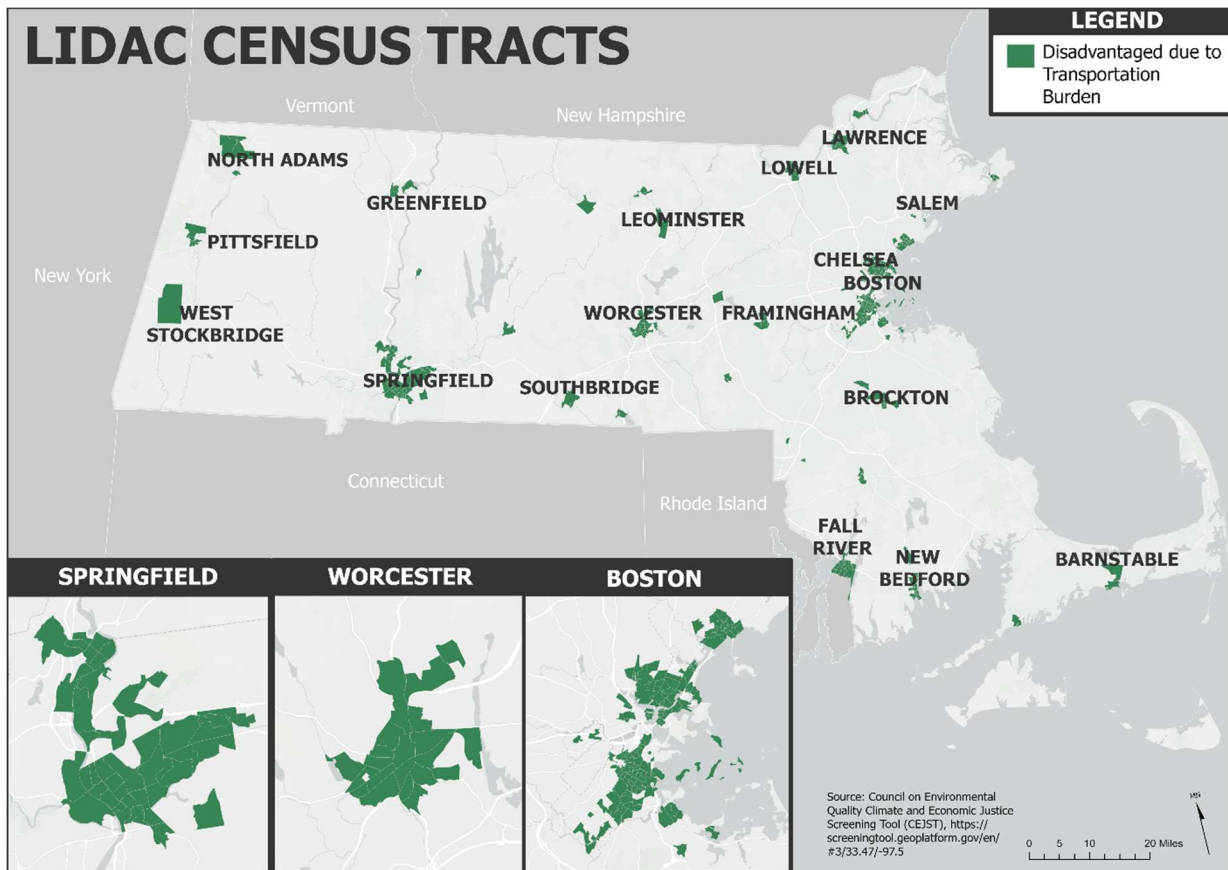 LIDAC CENSUS TRACTS
LEGEND
Disadvantaged due to
Transportation
Burden
Vermont
New Hampshire
New York
Connecticut
Rhode Island
NORTH ADAMS
GREENFIELD
PITTSFIELD
WEST
STOCKBRIDGE
SPRINGFIELD
SOUTHBRIDGE
WORCESTER
LEOMINSTER
LOWELL
LAWRENCE
SALEM
CHELSEA
BOSTON
FRAMINGHAM
BROCKTON
FALL
RIVER
NEW
BEDFORD
BARNSTABLE
SPRINGFIELD
WORCESTER
BOSTON
Source: Council on Environmental
Quality Climate and Economic Justice
Screening Tool (CEJST), https://
screeningtool.geoplatform.gov/en/
#3/33.47/-97.5
0 5 10 20 Miles